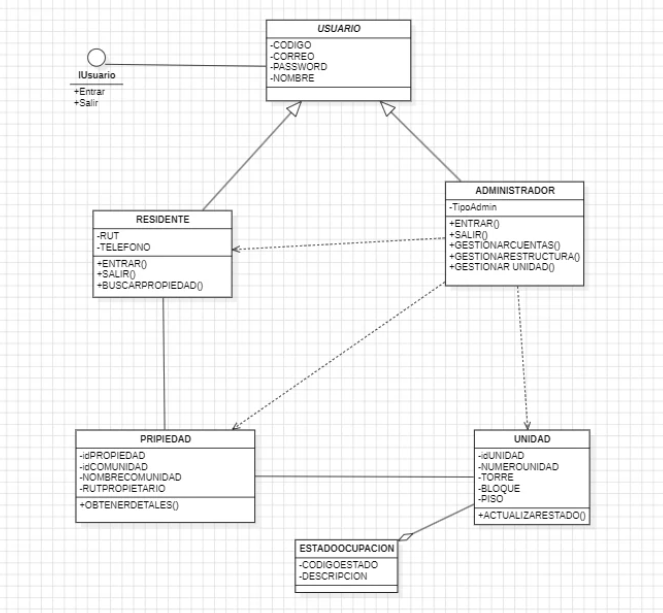 USUARIO
-CODIGO
-CORREO
-PASSWORD
-NOMBRE
IUsuario
+Entrar
+Salir
ADMINISTRADOR
-TipoAdmin
+ENTRAR()
+SALIR()
+GESTIONARCUENTAS()
+GESTIONARESTRUCTURA()
+GESTIONAR UNIDAD()
RESIDENTE
-RUT
-TELEFONO
+ENTRAR()
+SALIR()
+BUSCARPROPIEDAD()
PRIPIEDAD
-idPROPIEDAD
-idCOMUNIDAD
-NOMBRECOMUNIDAD
-RUTPROPIETARIO
+OBTENERDETALES()
UNIDAD
-idUNIDAD
-NUMEROUNIDAD
-TORRE
-BLOQUE
-PISO
+ACTUALIZARESTADO()
ESTADOOCUPACION
-CODIGOESTADO
-DESCRIPCION